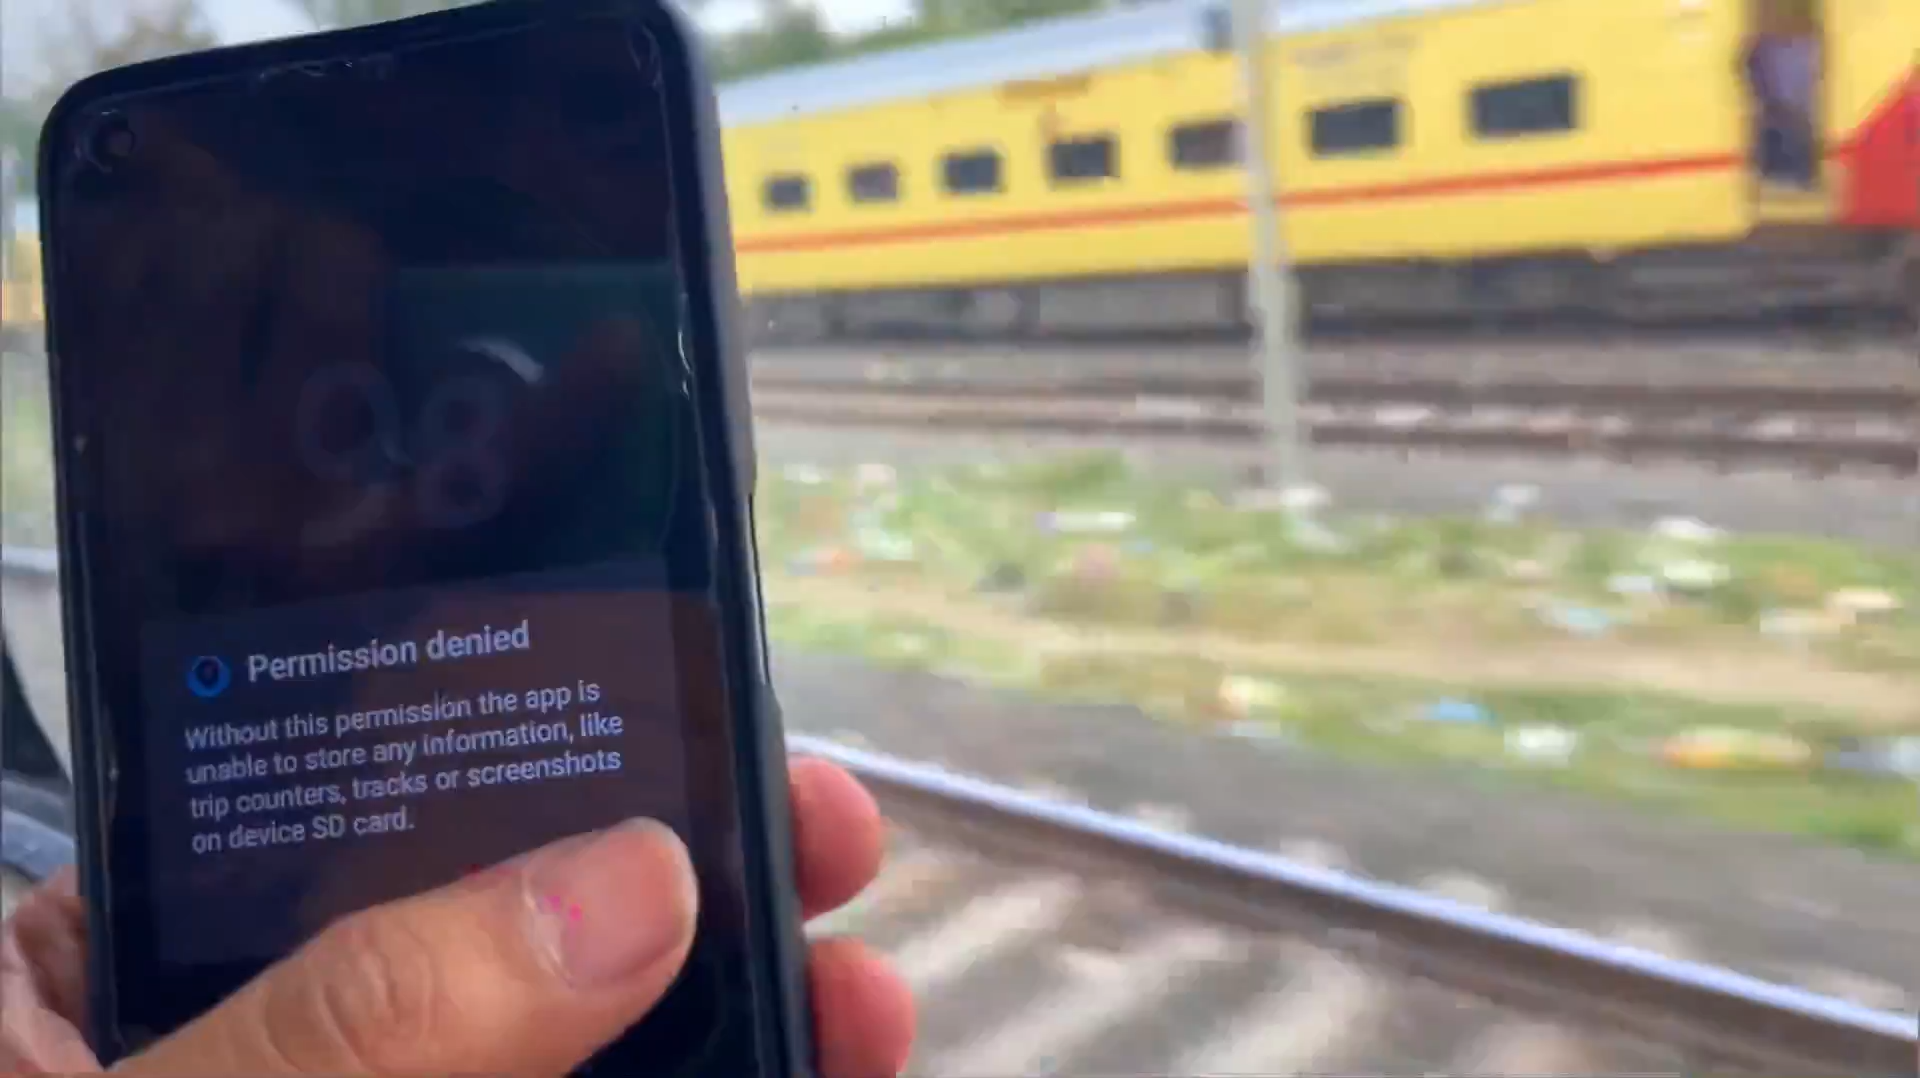 98
Permission denied
Without this permission the app is
unable to store any information, like
trip counters, tracks or screenshots
on device SD card.